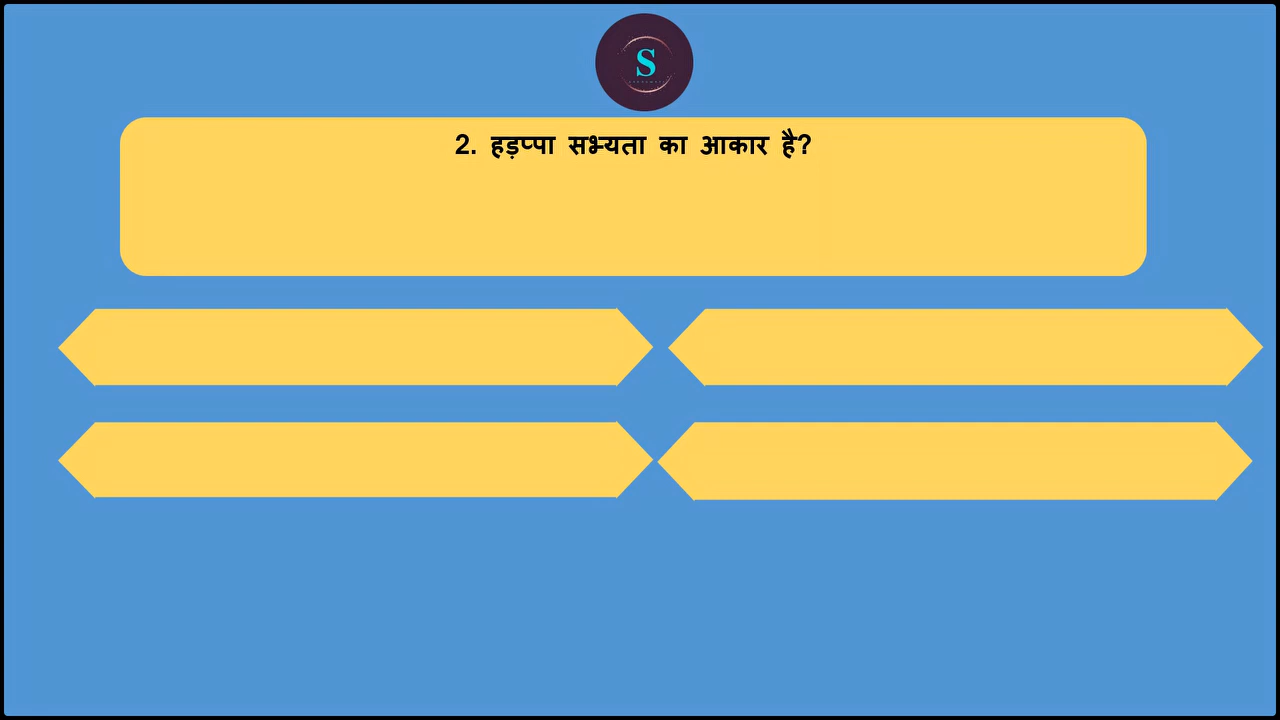 S
2. हड़प्पा सभ्यता का आकार है?